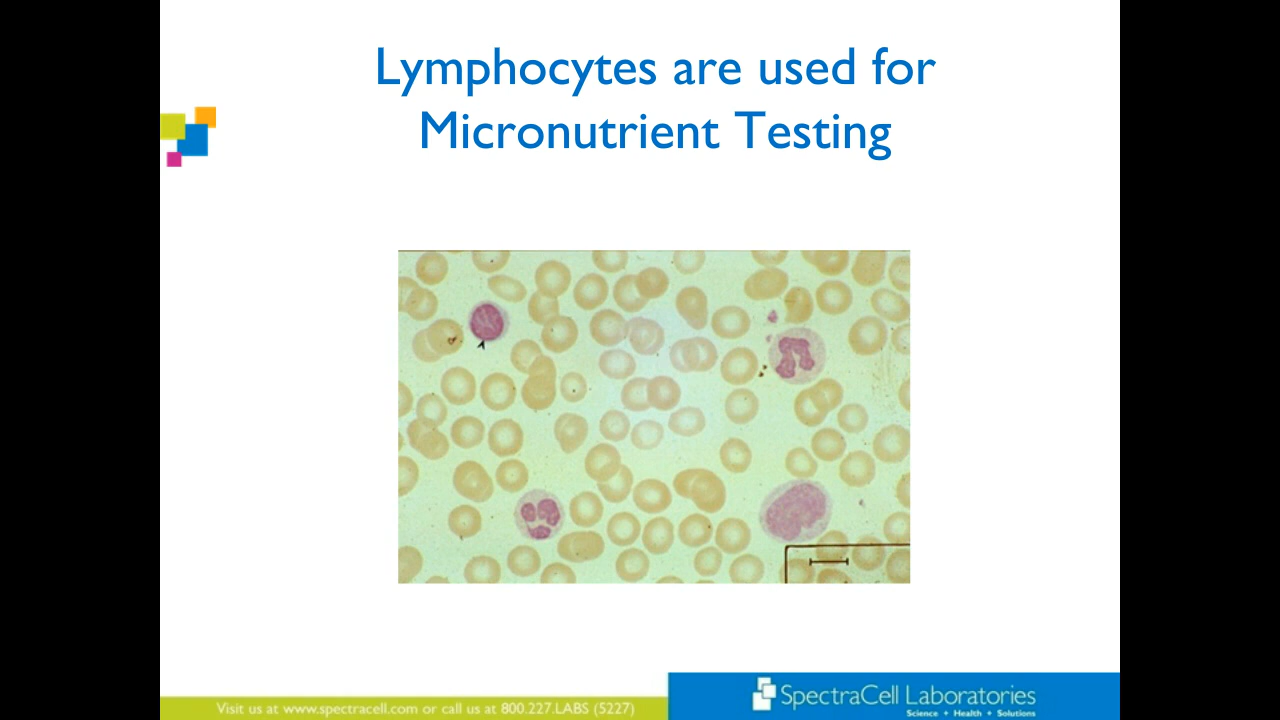 Lymphocytes are used for
Micronutrient Testing
Visit us at www.spectracell.com or call us at 800.227.LABS (5227)
SpectraCell Laboratories
Science + Health + Solutions